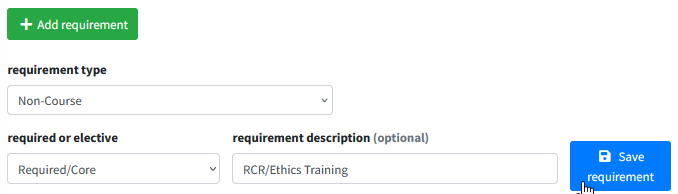 Add requirement
requirement type
Non-Course
required or elective
requirement description (optional)
Required/Core
RCR/Ethics Training
Save
requirement